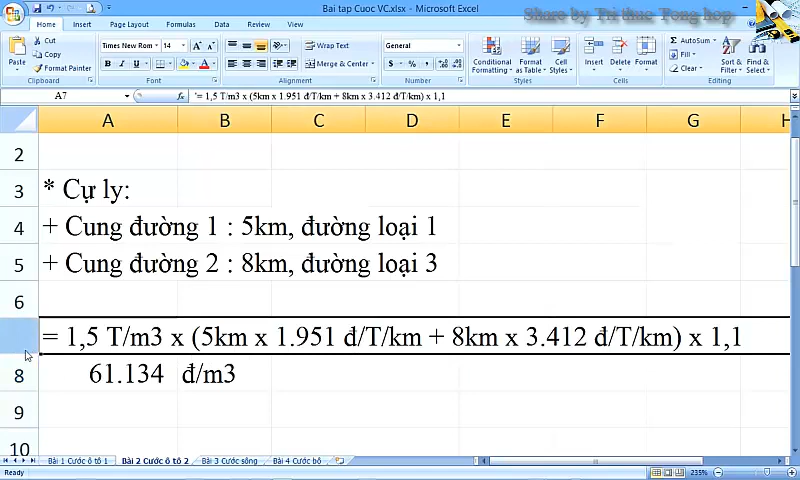 Bai tap Cuoc VC.xlsx - Microsoft Excel
Share by Tri thuc Tong hop
Home Insert Page Layout Formulas Data Review View
Paste
Cut
Copy
Format Painter
Clipboard
Times New Rom 14
Font
Wrap Text
Merge & Center
Alignment
General
Number
Conditional Formatting
Format as Table
Cell Styles
Styles
Insert Delete Format
Cells
AutoSum
Fill
Clear
Sort & Filter
Find & Select
Editing
A7 fx '= 1,5 T/m3 x (5km x 1.951 đ/T/km + 8km x 3.412 đ/T/km) x 1,1
A B C D E F G H
2
3 * Cự ly:
4 + Cung đường 1 : 5km, đường loại 1
5 + Cung đường 2 : 8km, đường loại 3
6
= 1,5 T/m3 x (5km x 1.951 đ/T/km + 8km x 3.412 đ/T/km) x 1,1
8 61.134 đ/m3
9
10
Bài 1 Cước ô tô 1 Bài 2 Cước ô tô 2 Bài 3 Cước sông Bài 4 Cước bộ
Ready 235%